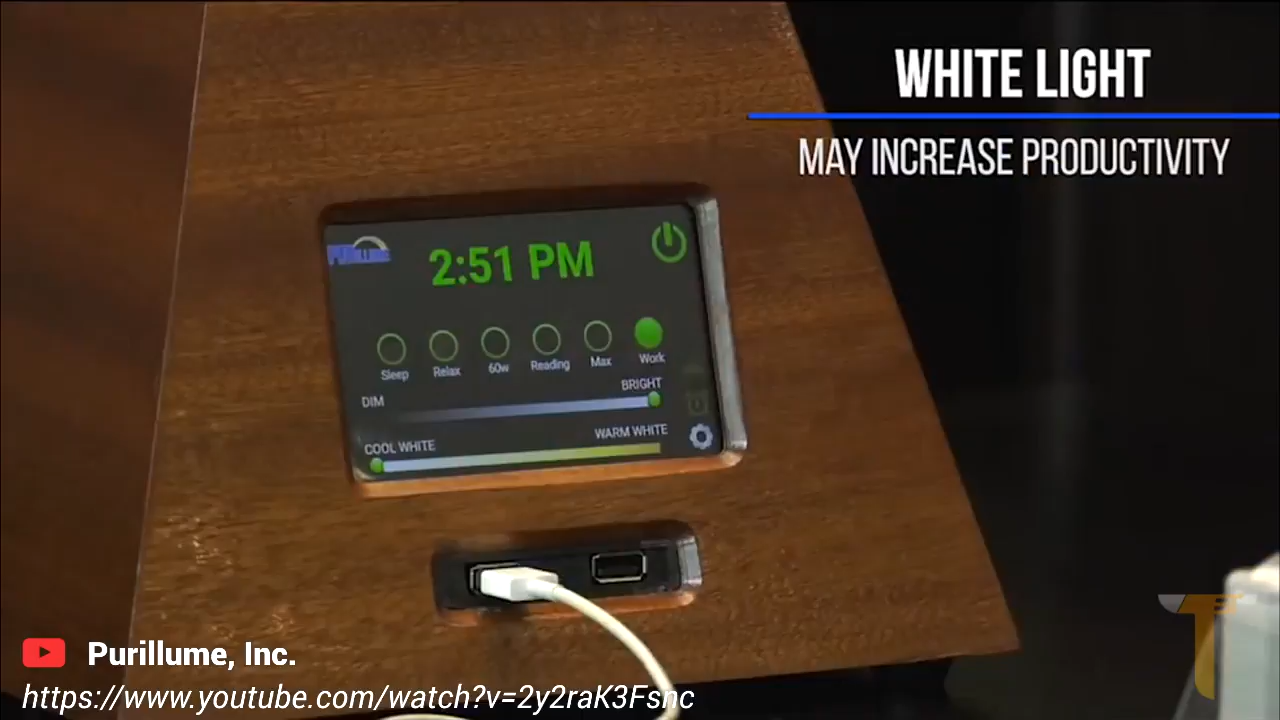 WHITE LIGHT
MAY INCREASE PRODUCTIVITY
2:51 PM
Sleep Relax 60w Reading Max Work
DIM BRIGHT
COOL WHITE WARM WHITE
Purillume, Inc.
https://www.youtube.com/watch?v=2y2raK3Fsnc